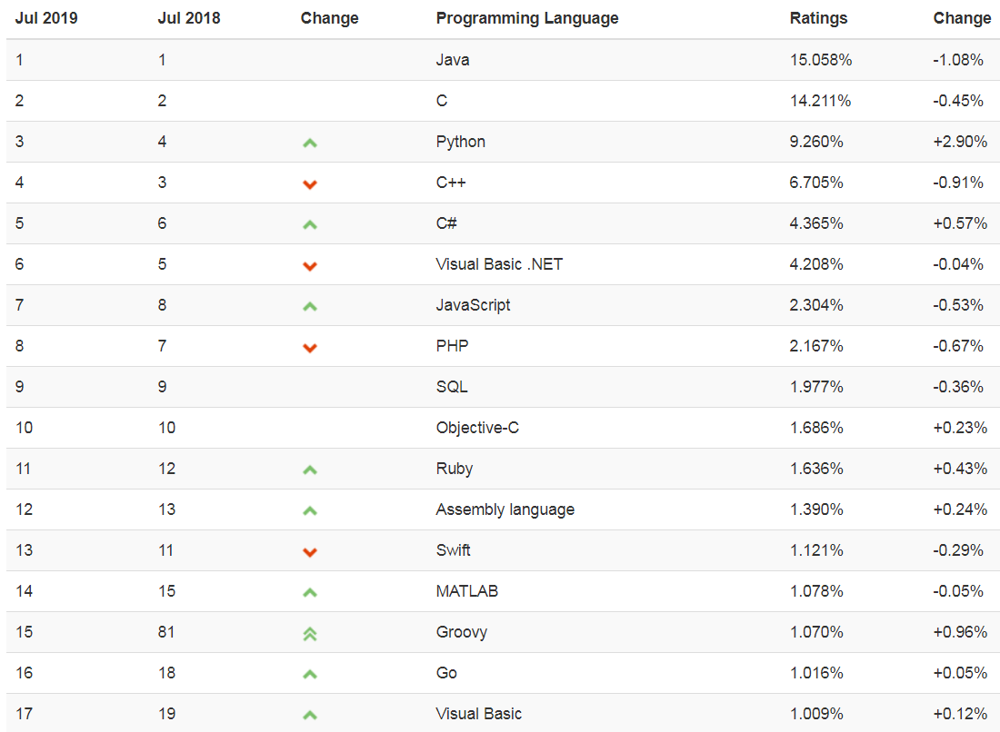 Jul 2019 Jul 2018 Change Programming Language Ratings Change
1 1 Java 15.058% -1.08%
2 2 C 14.211% -0.45%
3 4 Python 9.260% +2.90%
4 3 C++ 6.705% -0.91%
5 6 C# 4.365% +0.57%
6 5 Visual Basic .NET 4.208% -0.04%
7 8 JavaScript 2.304% -0.53%
8 7 PHP 2.167% -0.67%
9 9 SQL 1.977% -0.36%
10 10 Objective-C 1.686% +0.23%
11 12 Ruby 1.636% +0.43%
12 13 Assembly language 1.390% +0.24%
13 11 Swift 1.121% -0.29%
14 15 MATLAB 1.078% -0.05%
15 81 Groovy 1.070% +0.96%
16 18 Go 1.016% +0.05%
17 19 Visual Basic 1.009% +0.12%